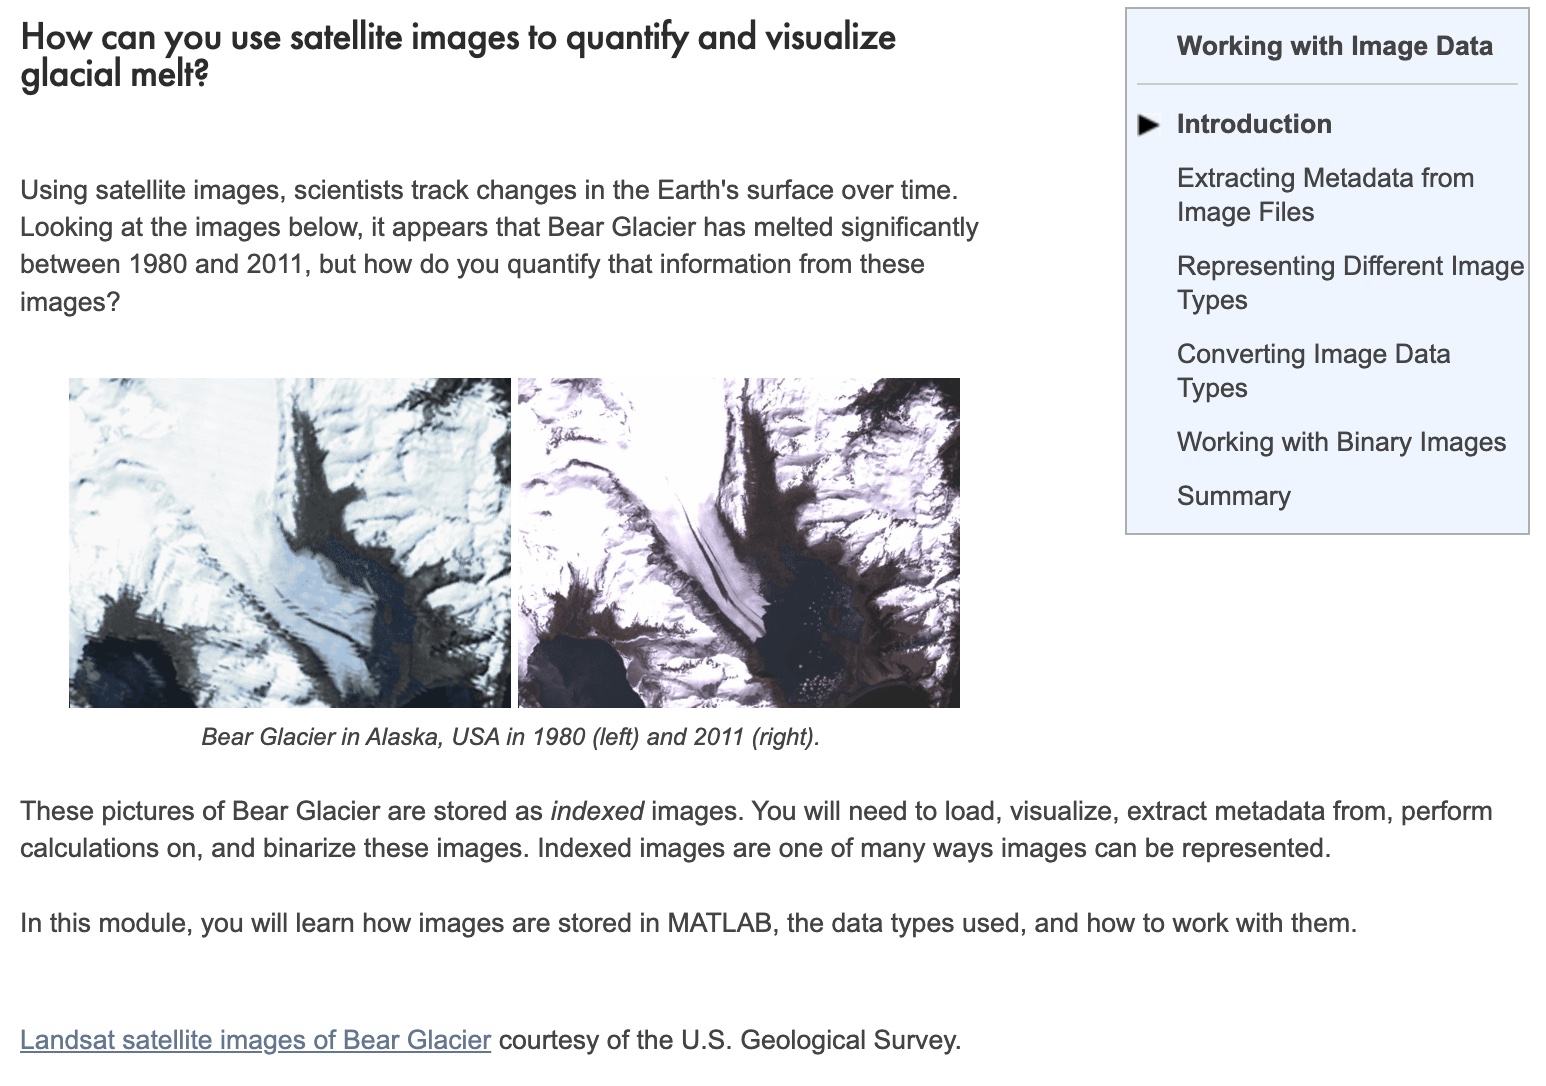 How can you use satellite images to quantify and visualize
glacial melt?
Using satellite images, scientists track changes in the Earth's surface over time.
Looking at the images below, it appears that Bear Glacier has melted significantly
between 1980 and 2011, but how do you quantify that information from these
images?
Bear Glacier in Alaska, USA in 1980 (left) and 2011 (right).
These pictures of Bear Glacier are stored as indexed images. You will need to load, visualize, extract metadata from, perform
calculations on, and binarize these images. Indexed images are one of many ways images can be represented.
In this module, you will learn how images are stored in MATLAB, the data types used, and how to work with them.
Landsat satellite images of Bear Glacier courtesy of the U.S. Geological Survey.
Working with Image Data
Introduction
Extracting Metadata from
Image Files
Representing Different Image
Types
Converting Image Data
Types
Working with Binary Images
Summary